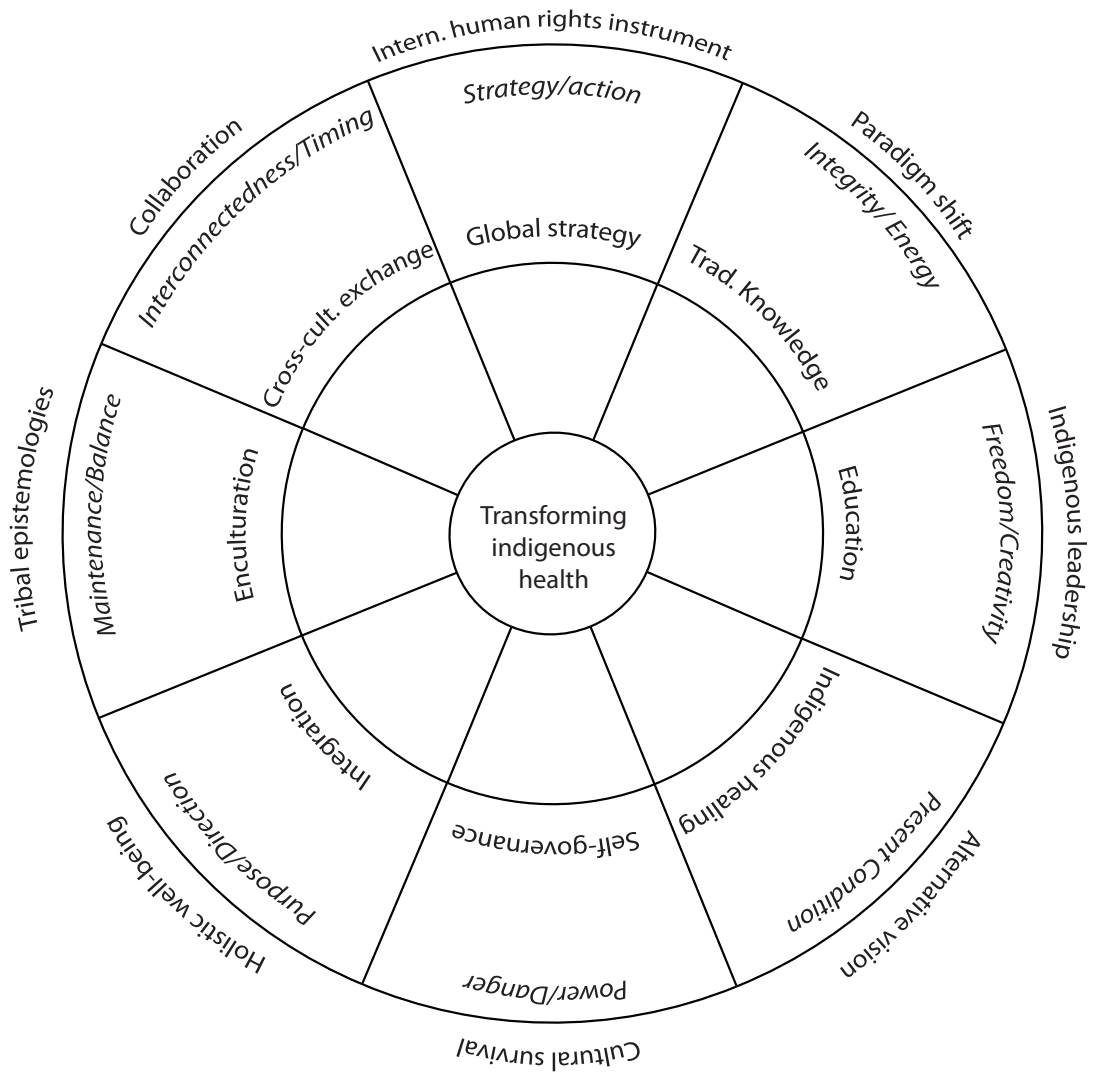 Intern. human rights instrument
Strategy/action
Global strategy
Paradigm shift
Integrity/ Energy
Trad. Knowledge
Indigenous leadership
Freedom/Creativity
Education
Alternative vision
Present Condition
Indigenous healing
Cultural survival
Power/Danger
Self-governance
Holistic well-being
Purpose/Direction
Integration
Tribal epistemologies
Maintenance/Balance
Enculturation
Collaboration
Interconnectedness/Timing
Cross-cult. exchange
Transforming
indigenous
health